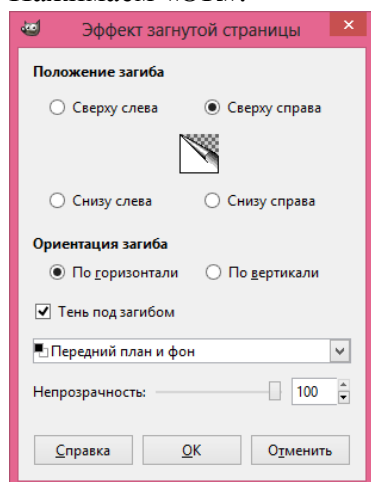 Эффект загнутой страницы
Положение загиба
Сверху слева Сверху справа
Снизу слева Снизу справа
Ориентация загиба
По горизонтали По вертикали
Тень под загибом
Передний план и фон
Непрозрачность: 100
Справка OK Отменить